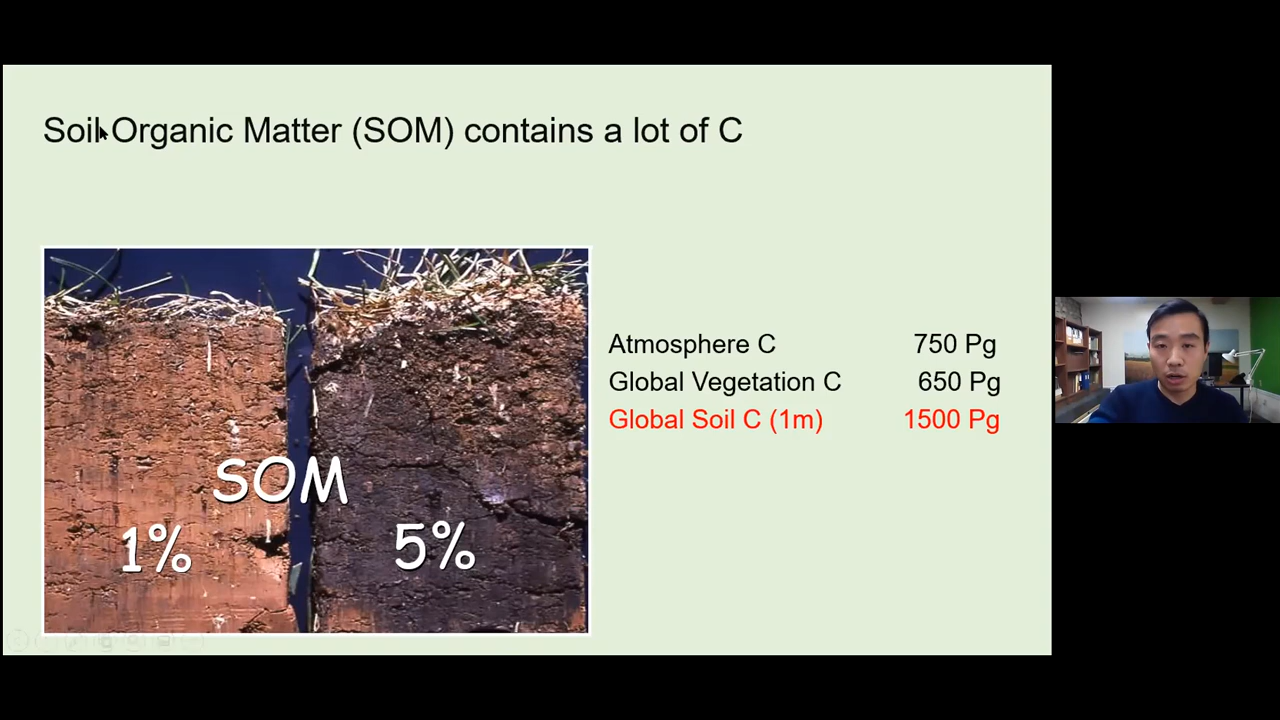 Soil Organic Matter (SOM) contains a lot of C
Atmosphere C 750 Pg
Global Vegetation C 650 Pg
Global Soil C (1m) 1500 Pg
SOM
1% 5%